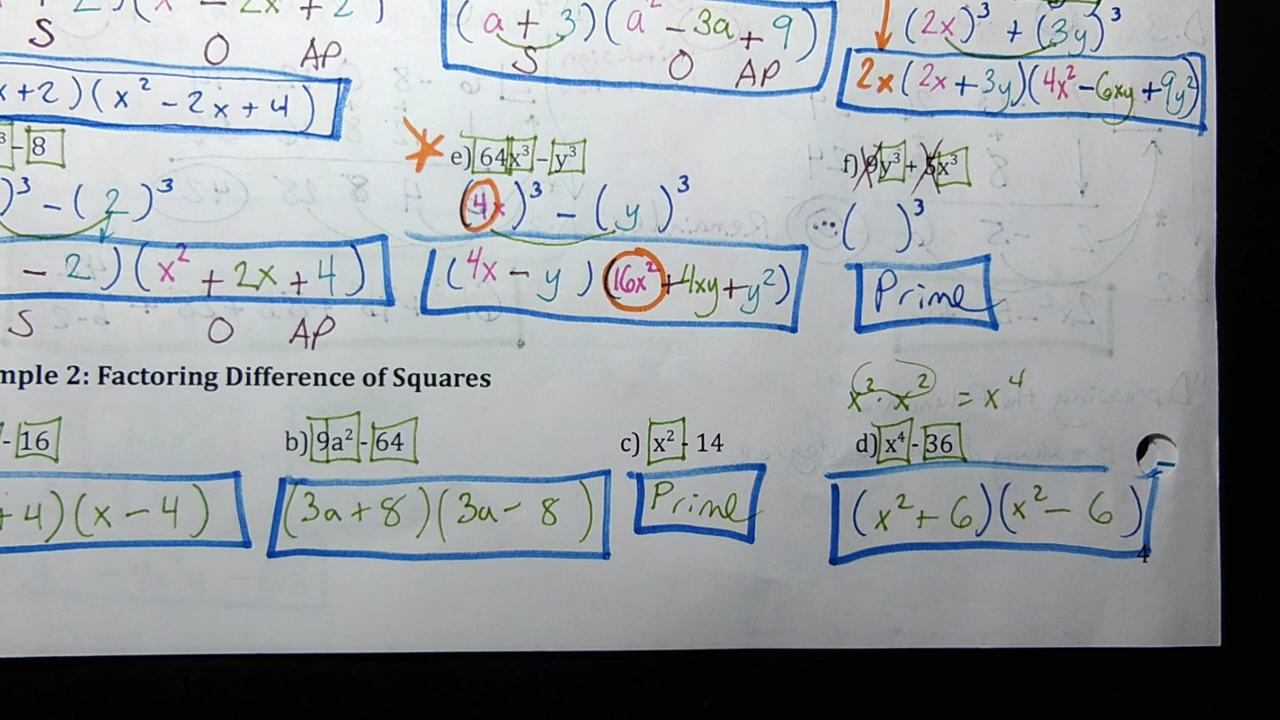 S O AP
(a + 3)(a² - 3a + 9)
S O AP
(2x)³ + (3y)³
2x(2x + 3y)(4x² - 6xy + 9y²)
x + 2)(x² - 2x + 4)
³ - 8
)³ - (2)³
- 2)(x² + 2x + 4)
S O AP
e) 64x³ - y³
(4x)³ - (y)³
(4x - y)(16x² + 4xy + y²)
f) 9y³ + 5x³
( )³
Prime
mple 2: Factoring Difference of Squares
- 16
+ 4)(x - 4)
b) 9a² - 64
(3a + 8)(3a - 8)
c) x² - 14
Prime
x² · x² = x⁴
d) x⁴ - 36
(x² + 6)(x² - 6)
4